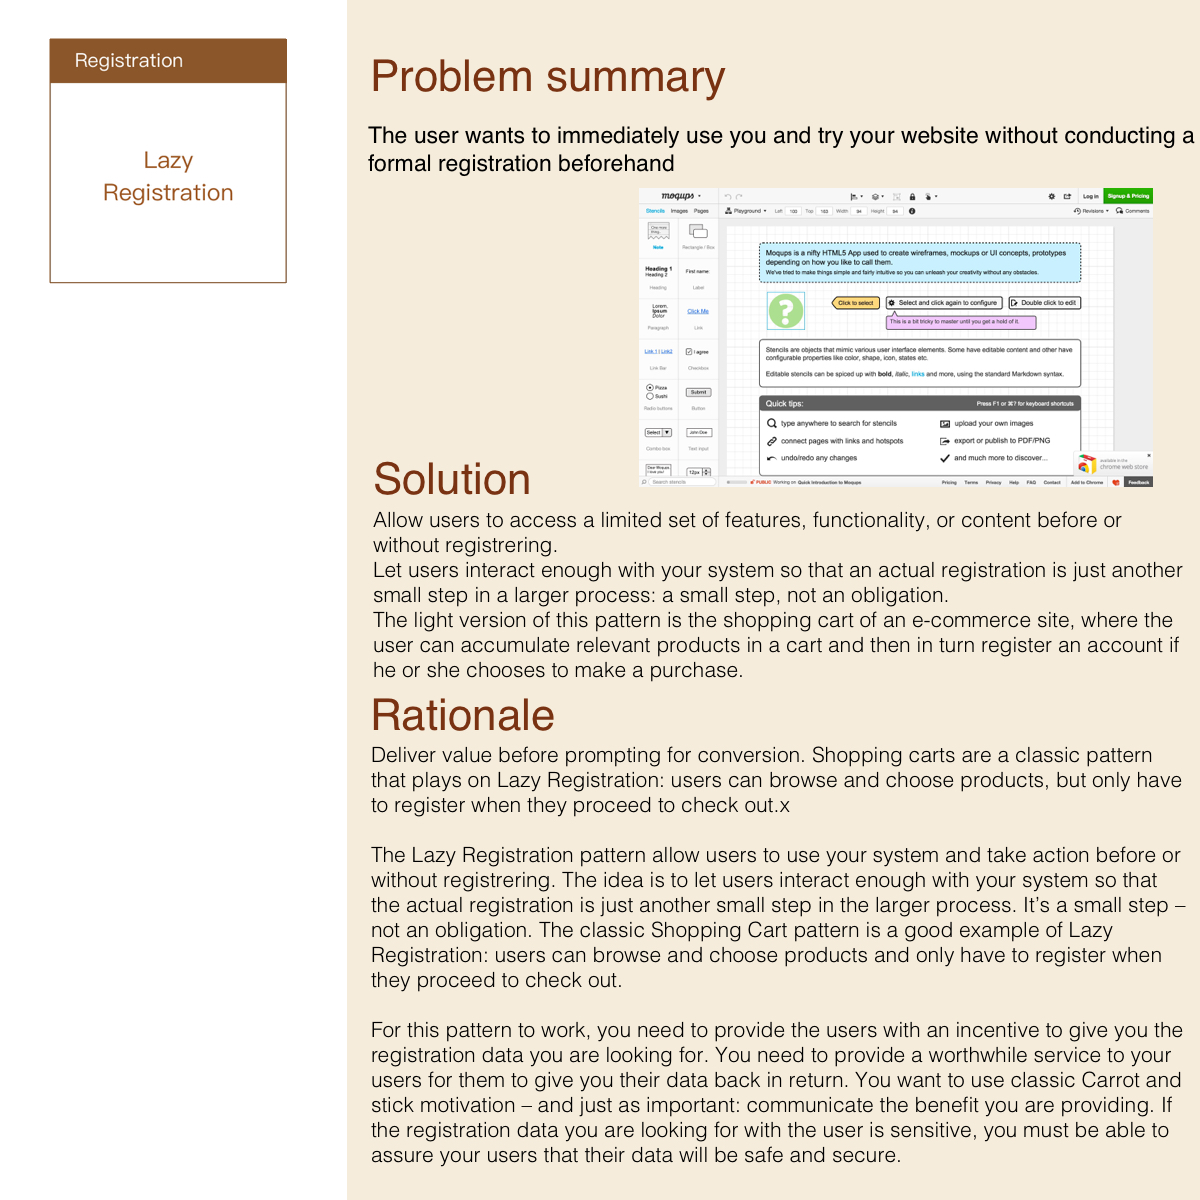 Registration
Lazy
Registration
Problem summary
The user wants to immediately use you and try your website without conducting a
formal registration beforehand
moqups
Log in
Signup & Pricing
Stencils Images Pages
Playground
Left 100 Top 163 Width 94 Height 94
Revisions
Comments
Note
Rectangle / Box
Heading 1
Heading 2
Heading
First name:
Label
Lorem.
Ipsum
Dolor
Paragraph
Click Me
Link
Link 1 | Link2
Link Bar
I agree
Checkbox
Pizza
Sushi
Radio buttons
Submit
Button
Select
Combo box
John Doe
Text input
Dear Moqups
I love you!
12px
Search stencils
Moqups is a nifty HTML5 App used to create wireframes, mockups or UI concepts, prototypes
depending on how you like to call them.
We've tried to make things simple and fairly intuitive so you can unleash your creativity without any obstacles.
?
Click to select
Select and click again to configure
Double click to edit
This is a bit tricky to master until you get a hold of it.
Stencils are objects that mimic various user interface elements. Some have editable content and other have
configurable properties like color, shape, icon, states etc.
Editable stencils can be spiced up with bold, italic, links and more, using the standard Markdown syntax.
Quick tips:
Press F1 or ⌘? for keyboard shortcuts
type anywhere to search for stencils
upload your own images
connect pages with links and hotspots
export or publish to PDF/PNG
undo/redo any changes
and much more to discover...
available in the
chrome web store
PUBLIC Working on Quick Introduction to Moqups
Pricing Terms Privacy Help FAQ Contact Add to Chrome
Feedback
Solution
Allow users to access a limited set of features, functionality, or content before or
without registrering.
Let users interact enough with your system so that an actual registration is just another
small step in a larger process: a small step, not an obligation.
The light version of this pattern is the shopping cart of an e-commerce site, where the
user can accumulate relevant products in a cart and then in turn register an account if
he or she chooses to make a purchase.
Rationale
Deliver value before prompting for conversion. Shopping carts are a classic pattern
that plays on Lazy Registration: users can browse and choose products, but only have
to register when they proceed to check out.x
The Lazy Registration pattern allow users to use your system and take action before or
without registrering. The idea is to let users interact enough with your system so that
the actual registration is just another small step in the larger process. It’s a small step –
not an obligation. The classic Shopping Cart pattern is a good example of Lazy
Registration: users can browse and choose products and only have to register when
they proceed to check out.
For this pattern to work, you need to provide the users with an incentive to give you the
registration data you are looking for. You need to provide a worthwhile service to your
users for them to give you their data back in return. You want to use classic Carrot and
stick motivation – and just as important: communicate the benefit you are providing. If
the registration data you are looking for with the user is sensitive, you must be able to
assure your users that their data will be safe and secure.